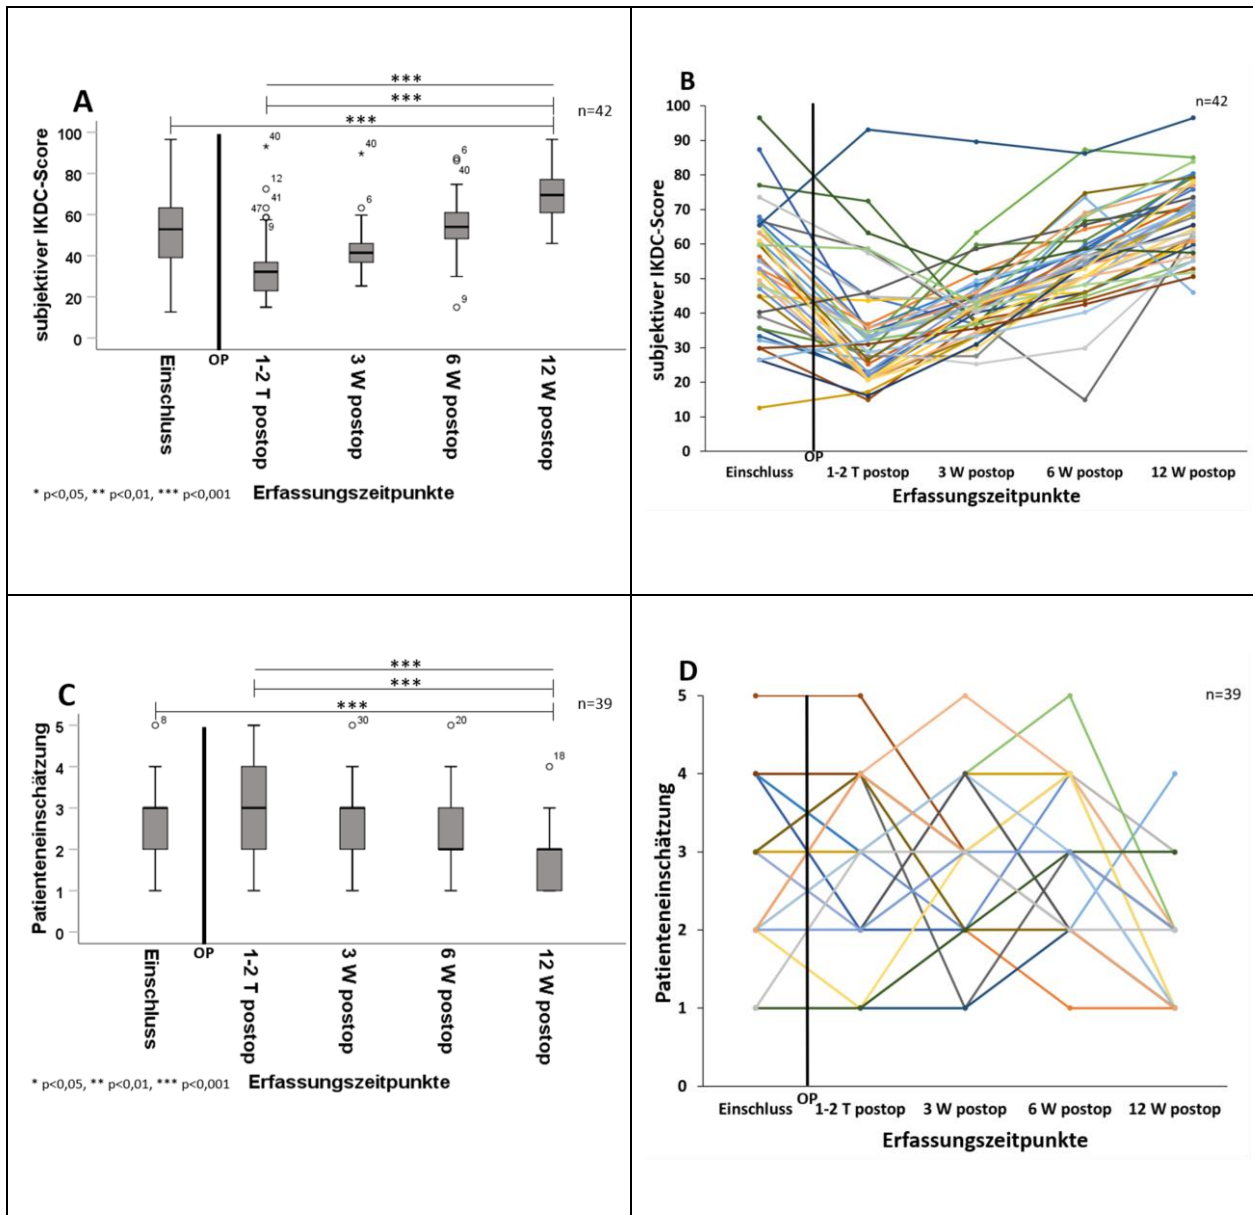 A
***
***
***
n=42
subjektiver IKDC-Score
100
80
60
40
20
0
40
12
41
47
9
40
6
6
40
9
Einschluss
OP
1-2 T postop
3 W postop
6 W postop
12 W postop
* p<0,05, ** p<0,01, *** p<0,001
Erfassungszeitpunkte
B
n=42
subjektiver IKDC-Score
100
90
80
70
60
50
40
30
20
10
0
OP
Einschluss
1-2 T postop
3 W postop
6 W postop
12 W postop
Erfassungszeitpunkte
C
***
***
***
n=39
Patienteneinschätzung
5
4
3
2
1
0
8
30
20
18
Einschluss
OP
1-2 T postop
3 W postop
6 W postop
12 W postop
* p<0,05, ** p<0,01, *** p<0,001
Erfassungszeitpunkte
D
n=39
Patienteneinschätzung
5
4
3
2
1
0
OP
Einschluss
1-2 T postop
3 W postop
6 W postop
12 W postop
Erfassungszeitpunkte